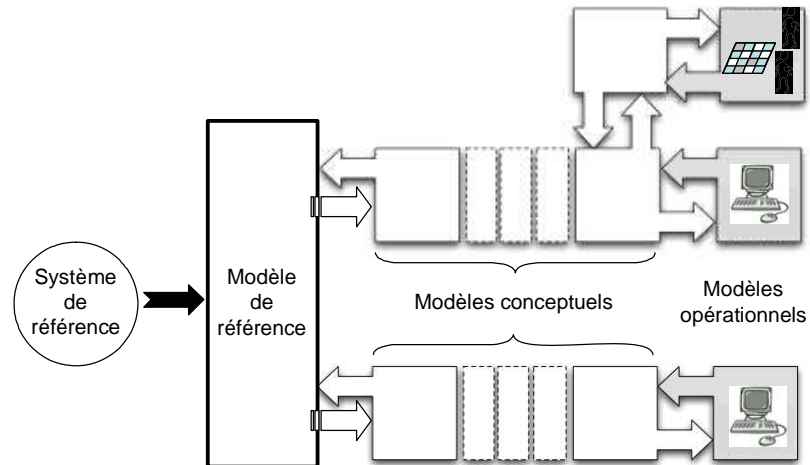 Système
de
référence
Modèle
de
référence
Modèles conceptuels
Modèles
opérationnels